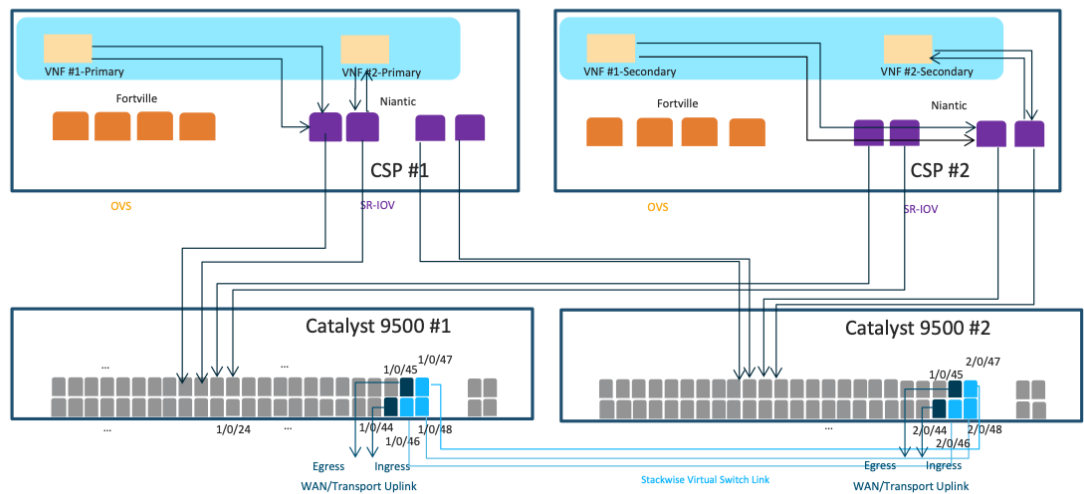 VNF #1-Primary
VNF #2-Primary
VNF #1-Secondary
VNF #2-Secondary
Fortville
Niantic
Fortville
Niantic
CSP #1
CSP #2
OVS
SR-IOV
OVS
SR-IOV
Catalyst 9500 #1
Catalyst 9500 #2
...
...
1/0/45
1/0/47
...
1/0/24
...
1/0/44
1/0/46
1/0/48
1/0/45
2/0/47
...
2/0/44
2/0/46
2/0/48
Egress
Ingress
WAN/Transport Uplink
Stackwise Virtual Switch Link
Egress
Ingress
WAN/Transport Uplink